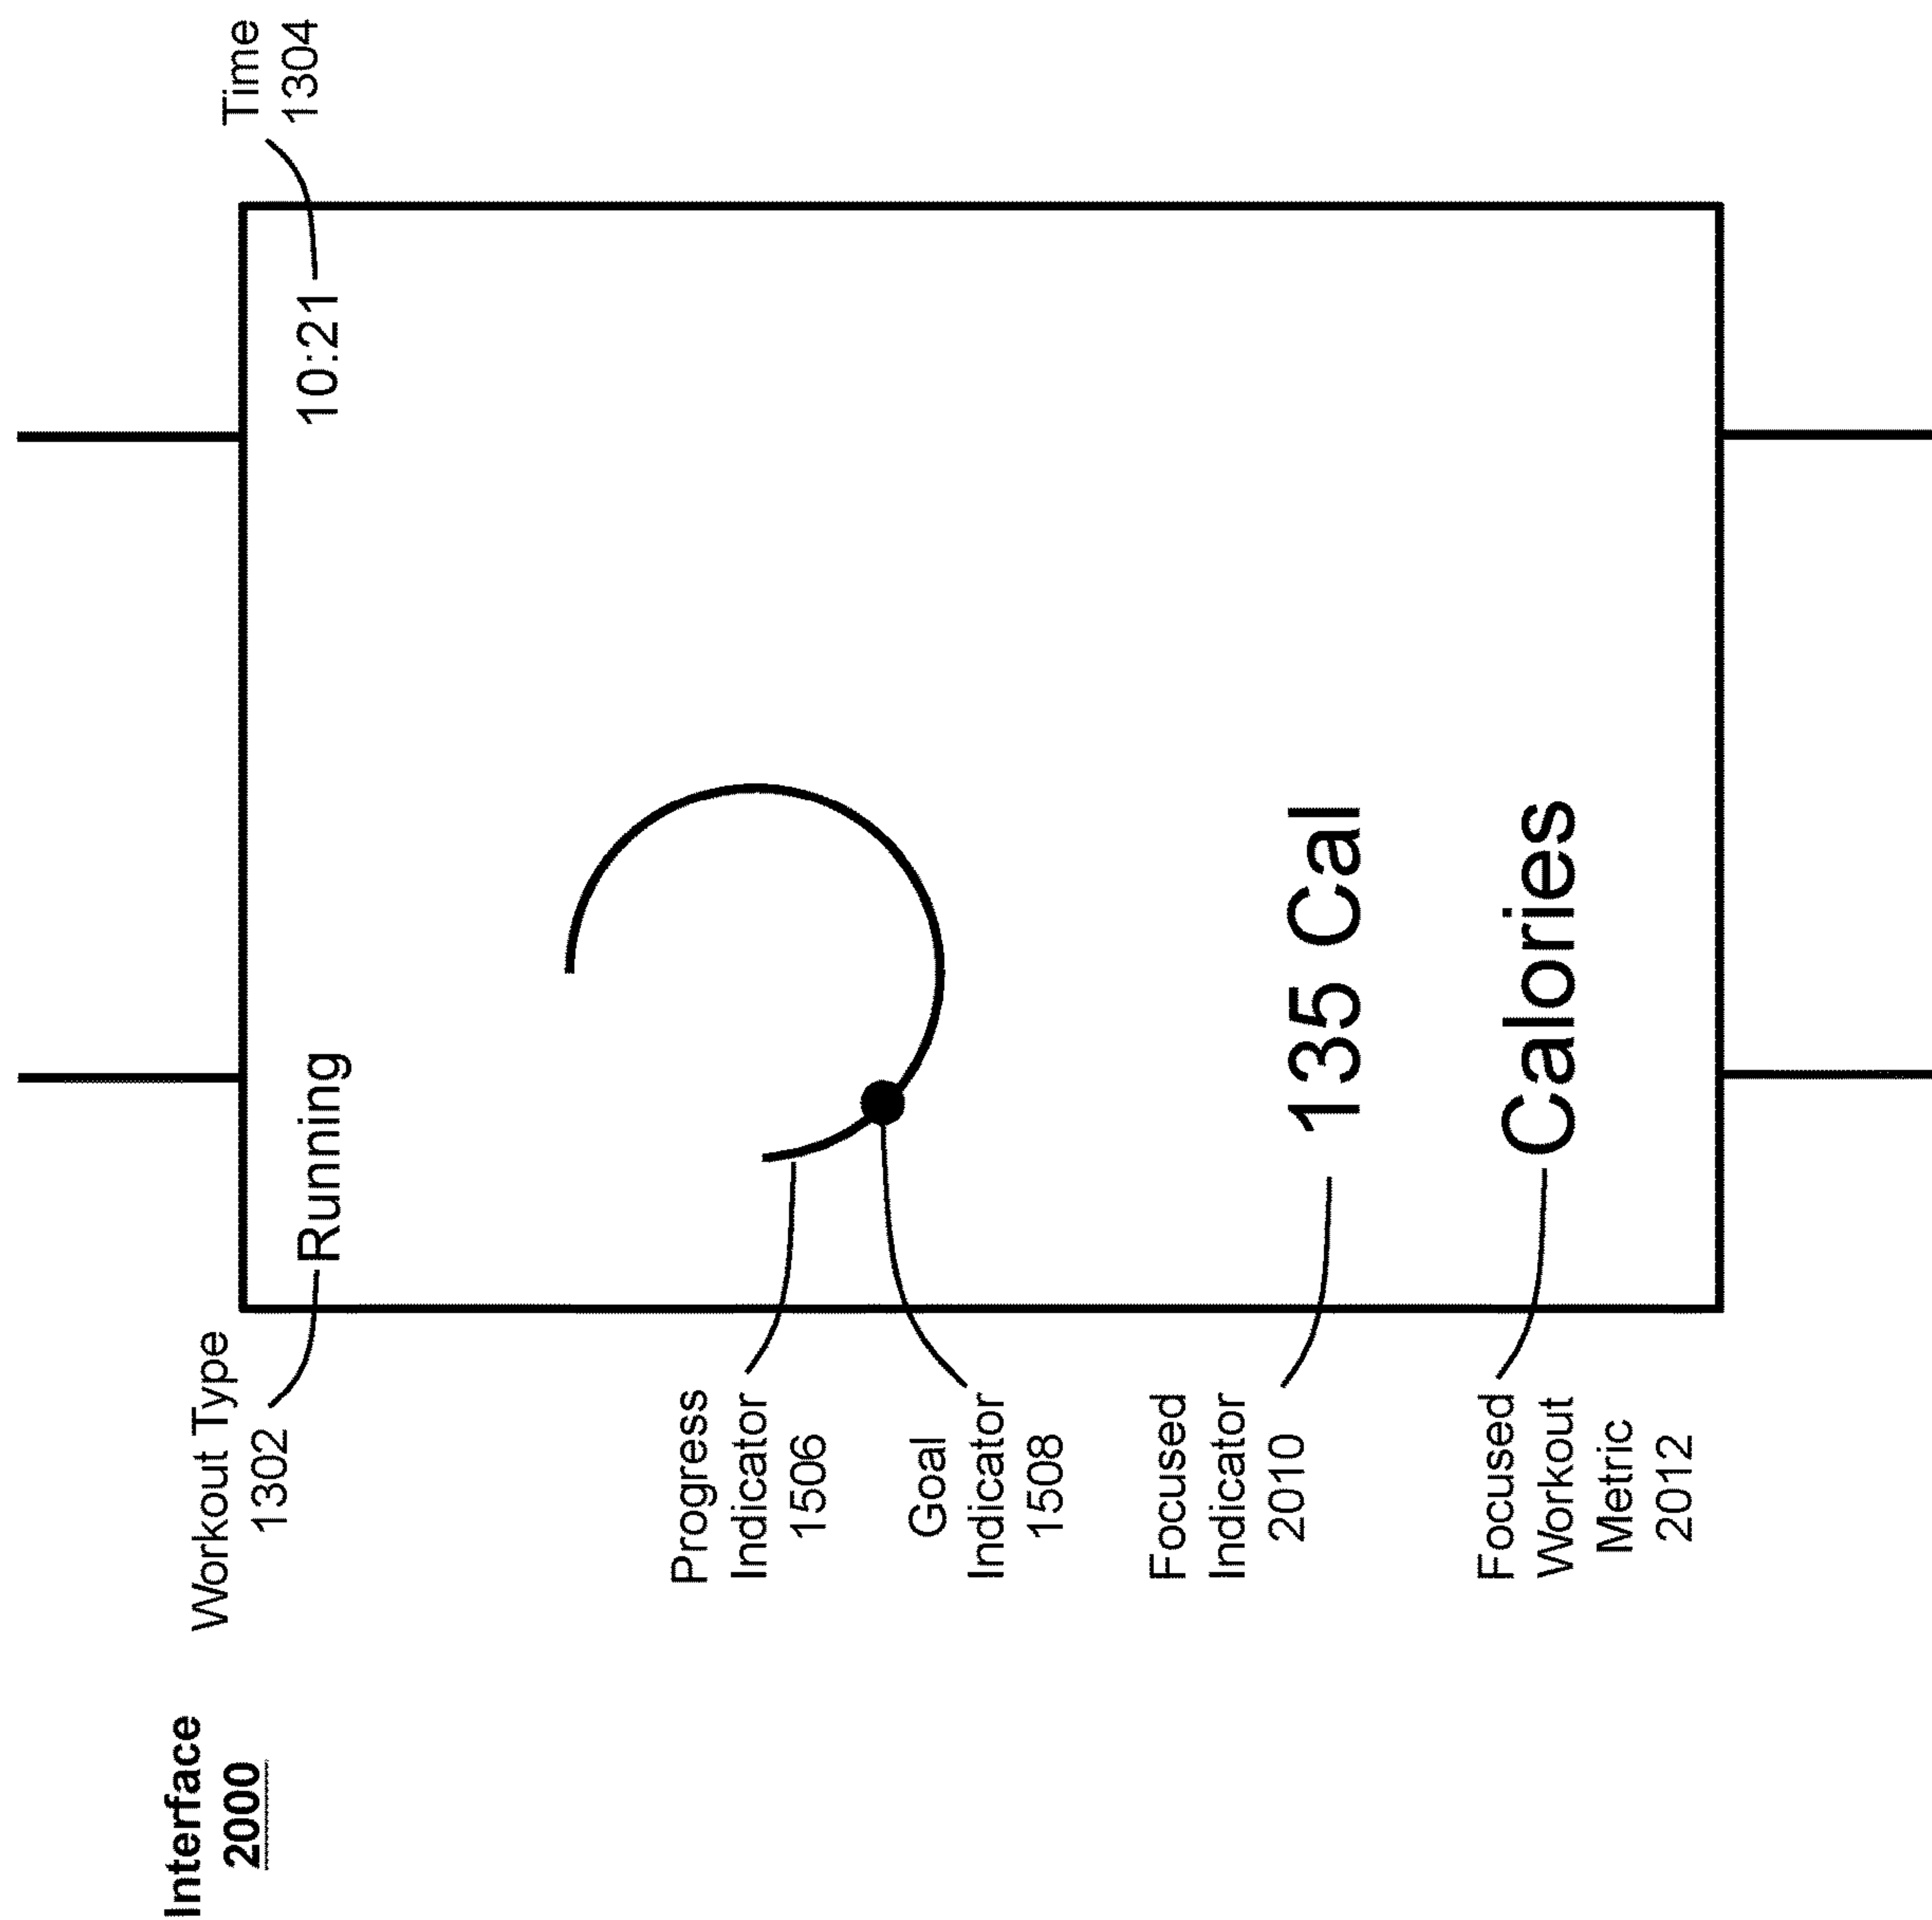 Interface
2000
Workout Type
1302
Running
10:21
Time
1304
Progress
Indicator
1506
Goal
Indicator
1508
Focused
Indicator
2010
135 Cal
Focused
Workout
Metric
2012
Calories